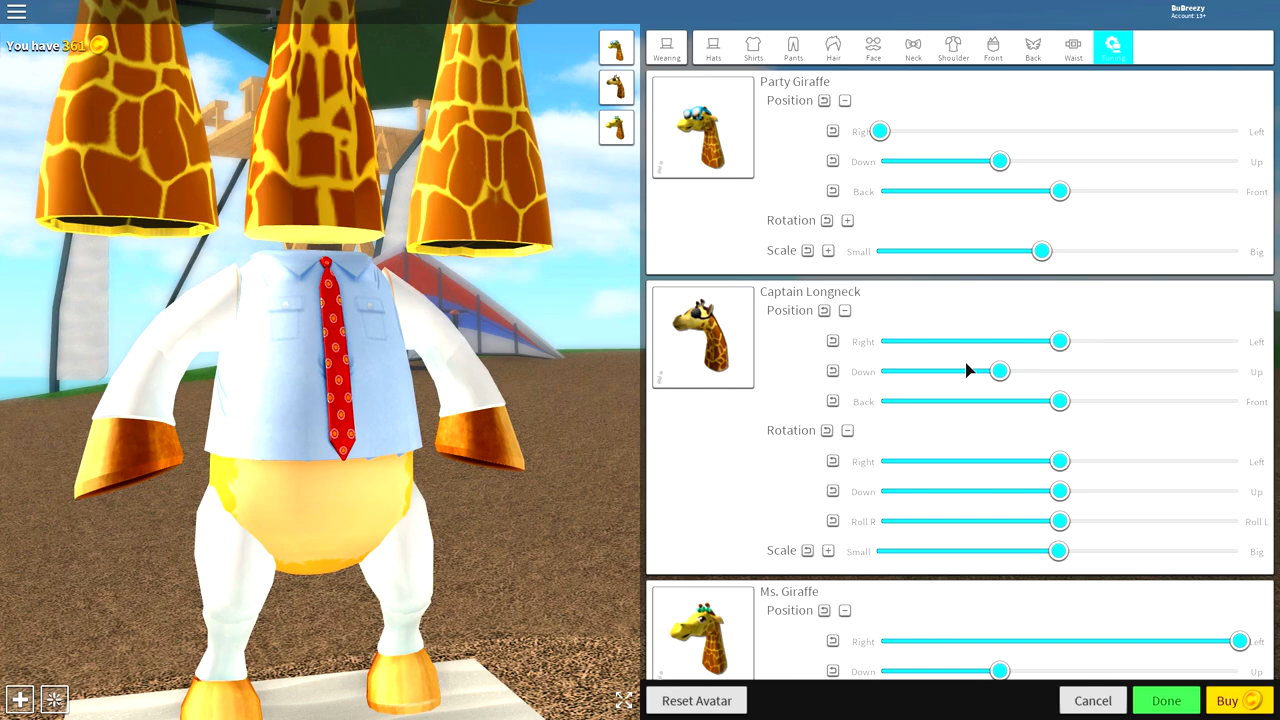 BuBreezy
Account: 13+
You have 361
Wearing
Hats
Shirts
Pants
Hair
Face
Neck
Shoulder
Front
Back
Waist
Tuning
Party Giraffe
Position
Right Left
Down Up
Back Front
Rotation
Scale Small Big
Captain Longneck
Position
Right Left
Down Up
Back Front
Rotation
Right Left
Down Up
Roll R Roll L
Scale Small Big
Ms. Giraffe
Position
Right Left
Down Up
Reset Avatar
Cancel
Done
Buy